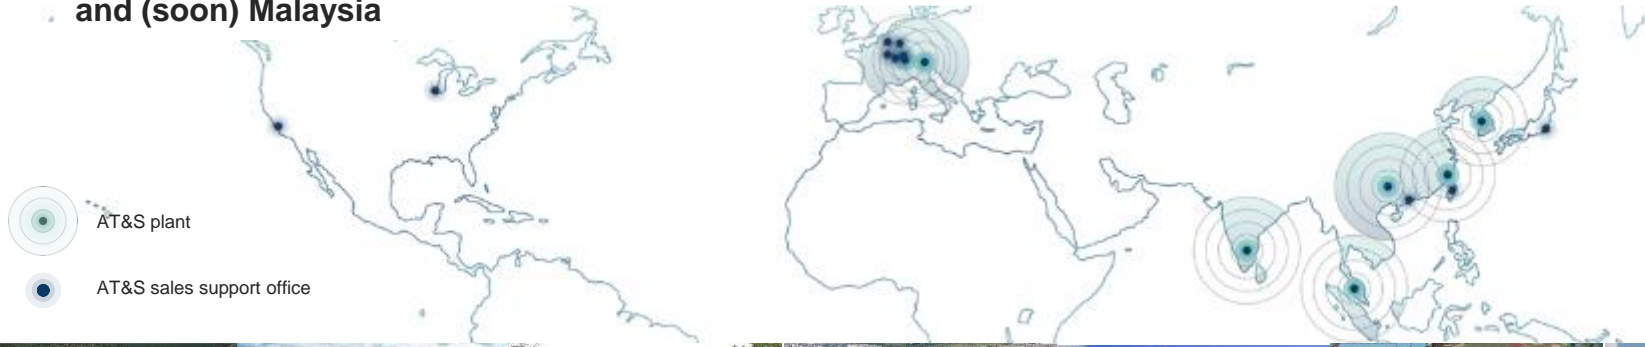 and (soon) Malaysia
AT&S plant
AT&S sales support office